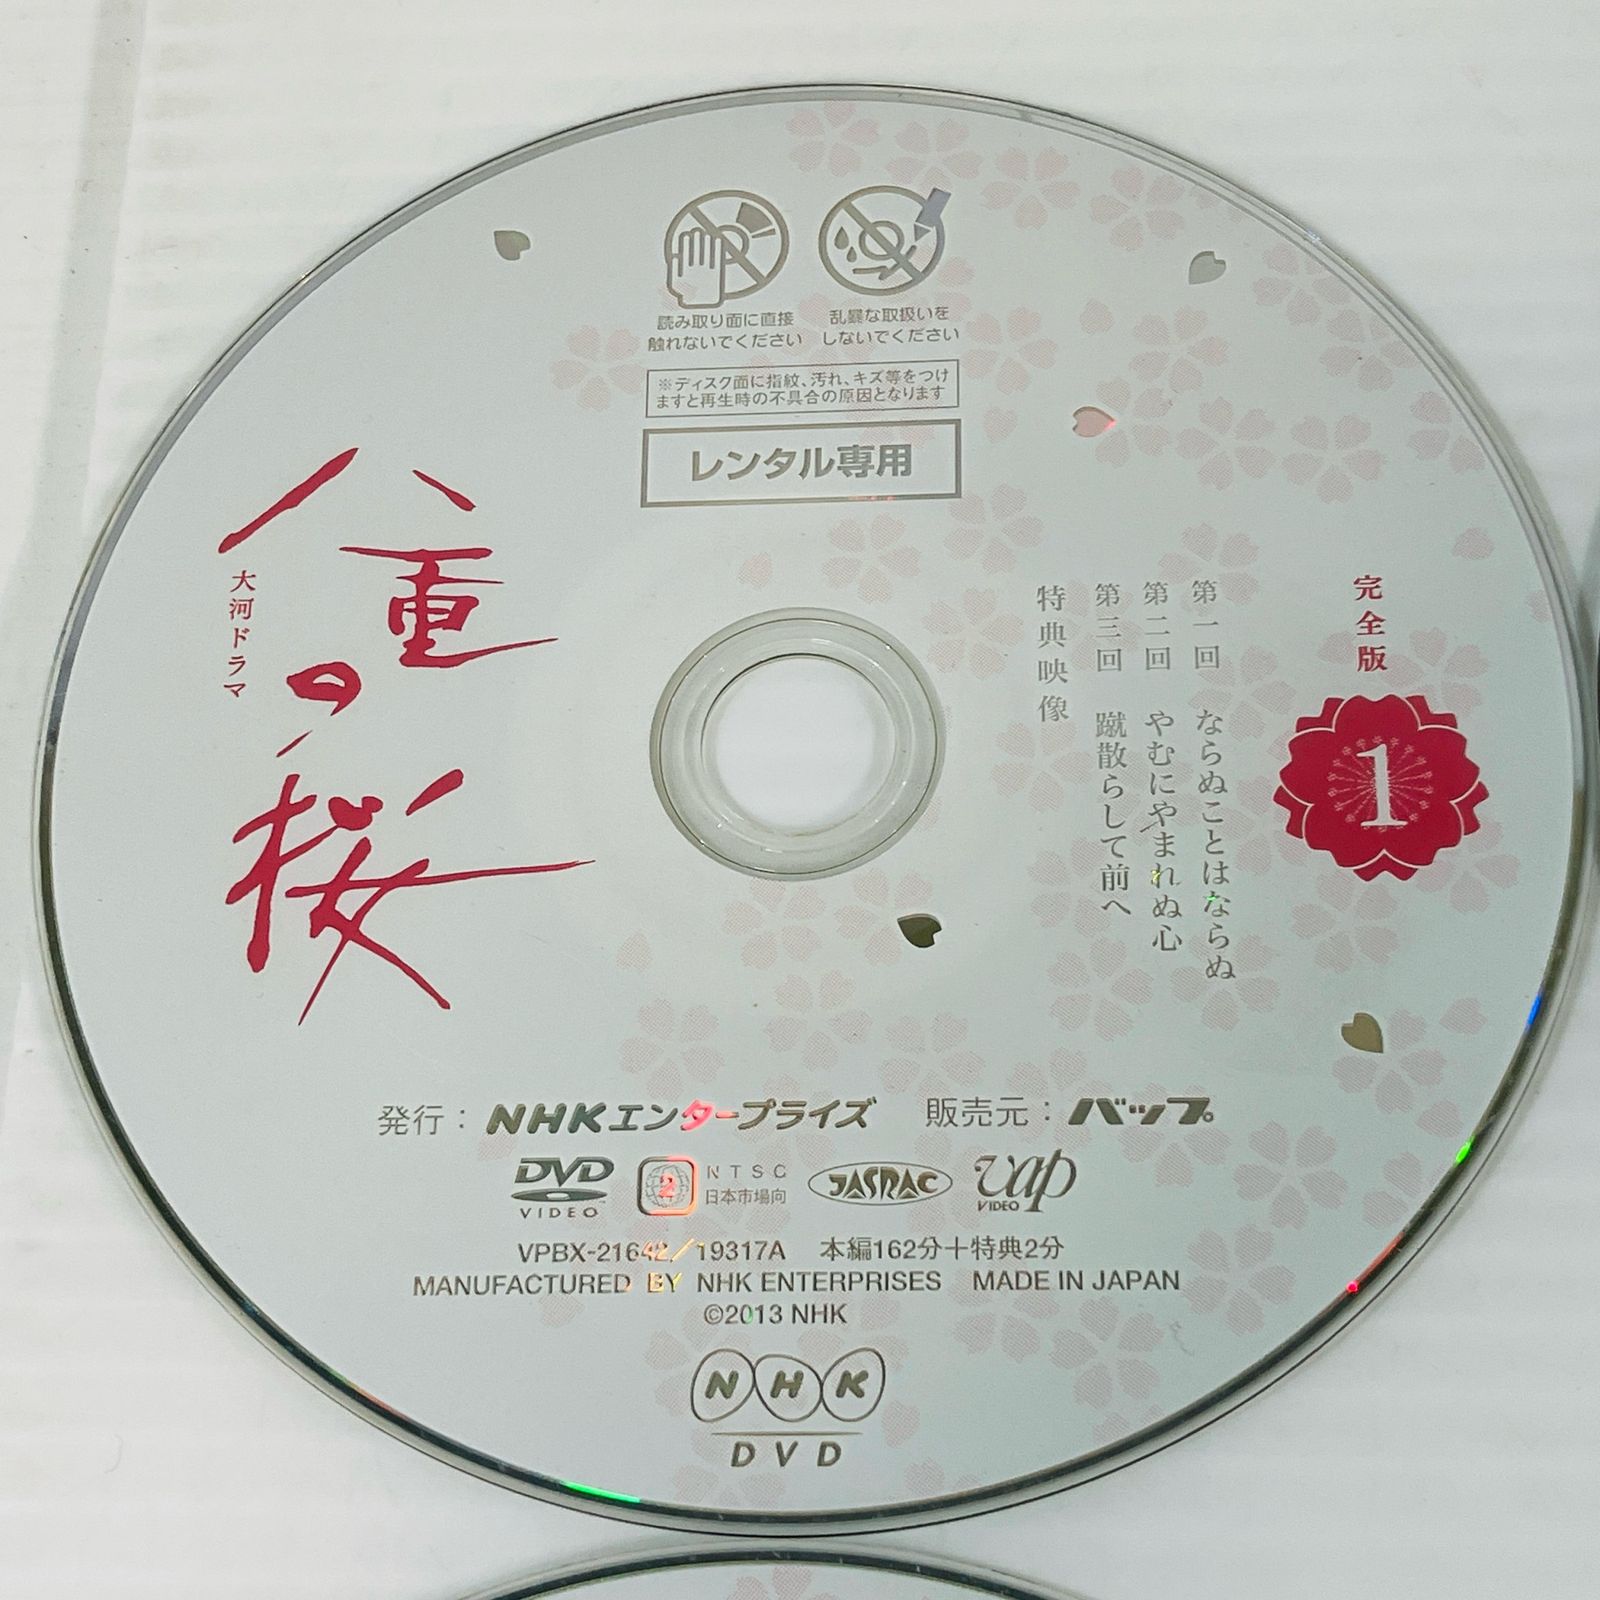 読み取り面に直接
触れないでください
乱暴な取扱いを
しないでください
※ディスク面に指紋、汚れ、キズ等をつけ
ますと再生時の不具合の原因となります
レンタル専用
大河ドラマ
八重の桜
完全版
1
第一回 ならぬことはならぬ
第二回 やむにやまれぬ心
第三回 蹴散らして前へ
特典映像
発行：NHKエンタープライズ 販売元：バップ
DVD
VIDEO
2
NTSC
日本市場向
JASRAC
vap
VIDEO
VPBX-21642/19317A 本編162分＋特典2分
MANUFACTURED BY NHK ENTERPRISES MADE IN JAPAN
©2013 NHK
NHK
DVD